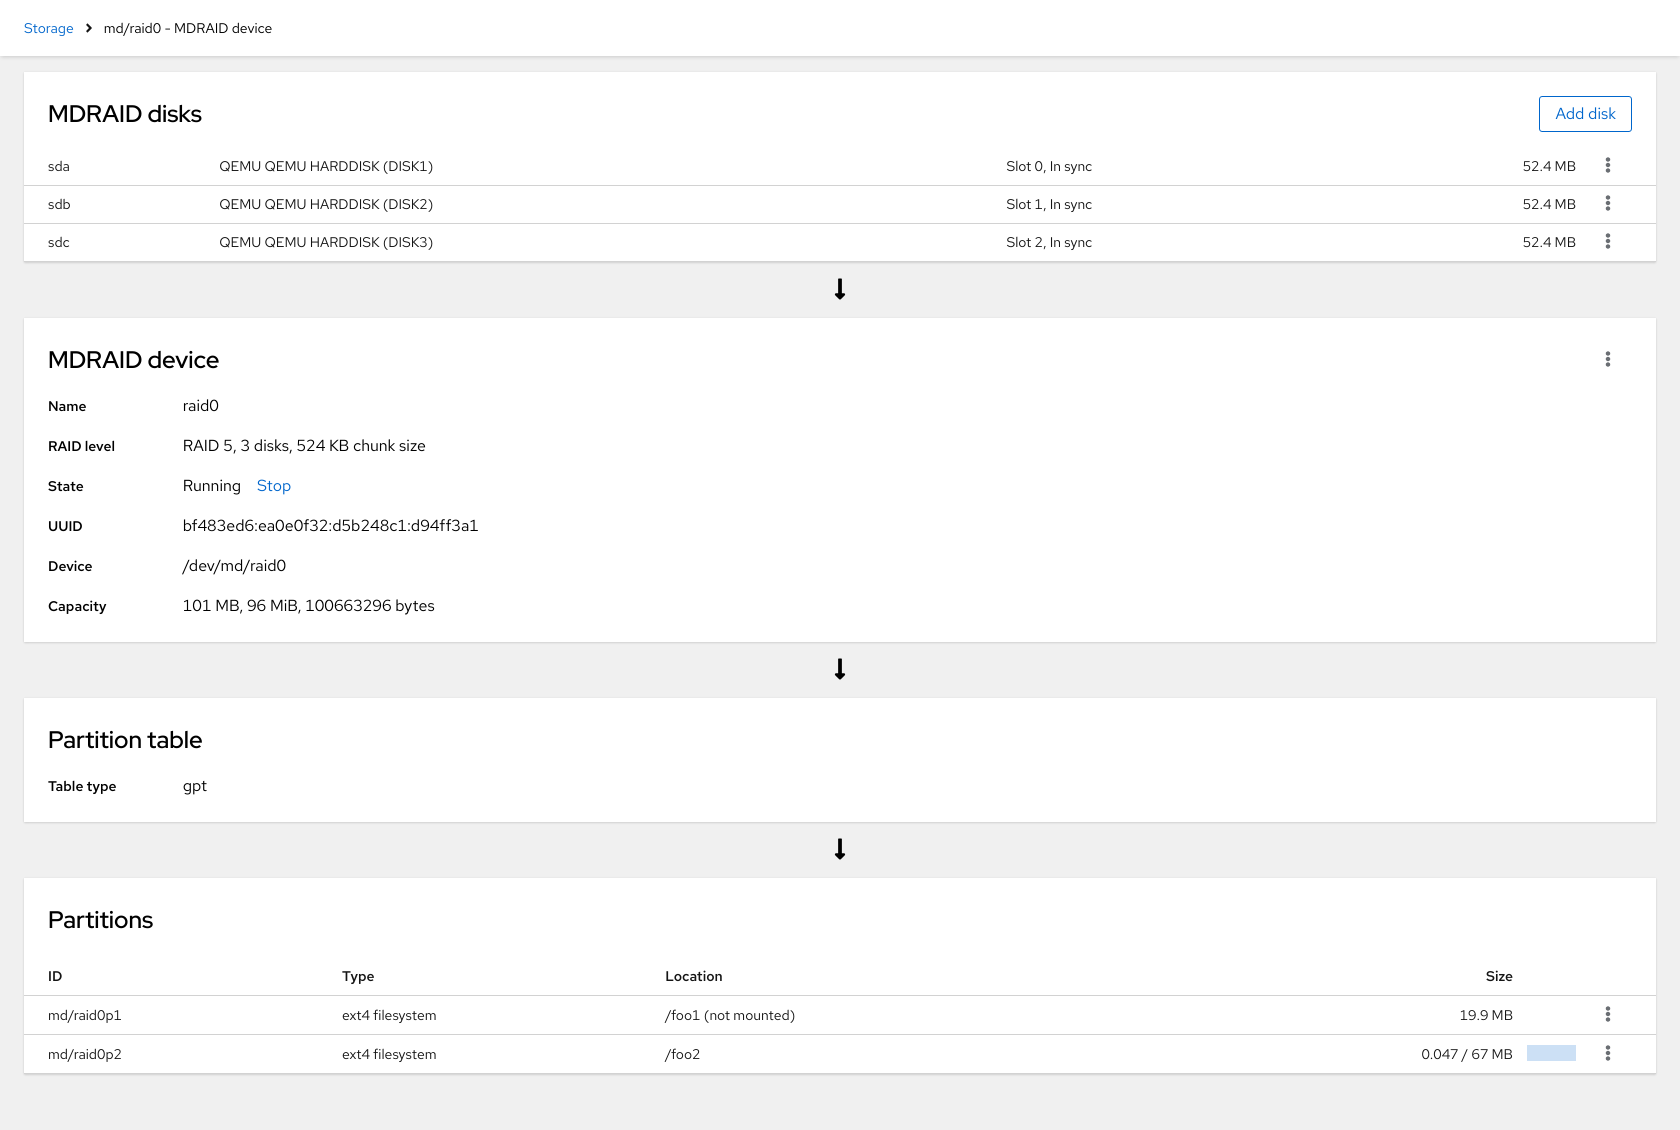 Storage > md/raid0 - MDRAID device
MDRAID disks
Add disk
sda QEMU QEMU HARDDISK (DISK1) Slot 0, In sync 52.4 MB
sdb QEMU QEMU HARDDISK (DISK2) Slot 1, In sync 52.4 MB
sdc QEMU QEMU HARDDISK (DISK3) Slot 2, In sync 52.4 MB
MDRAID device
Name raid0
RAID level RAID 5, 3 disks, 524 KB chunk size
State Running Stop
UUID bf483ed6:ea0e0f32:d5b248c1:d94ff3a1
Device /dev/md/raid0
Capacity 101 MB, 96 MiB, 100663296 bytes
Partition table
Table type gpt
Partitions
ID Type Location Size
md/raid0p1 ext4 filesystem /foo1 (not mounted) 19.9 MB
md/raid0p2 ext4 filesystem /foo2 0.047 / 67 MB